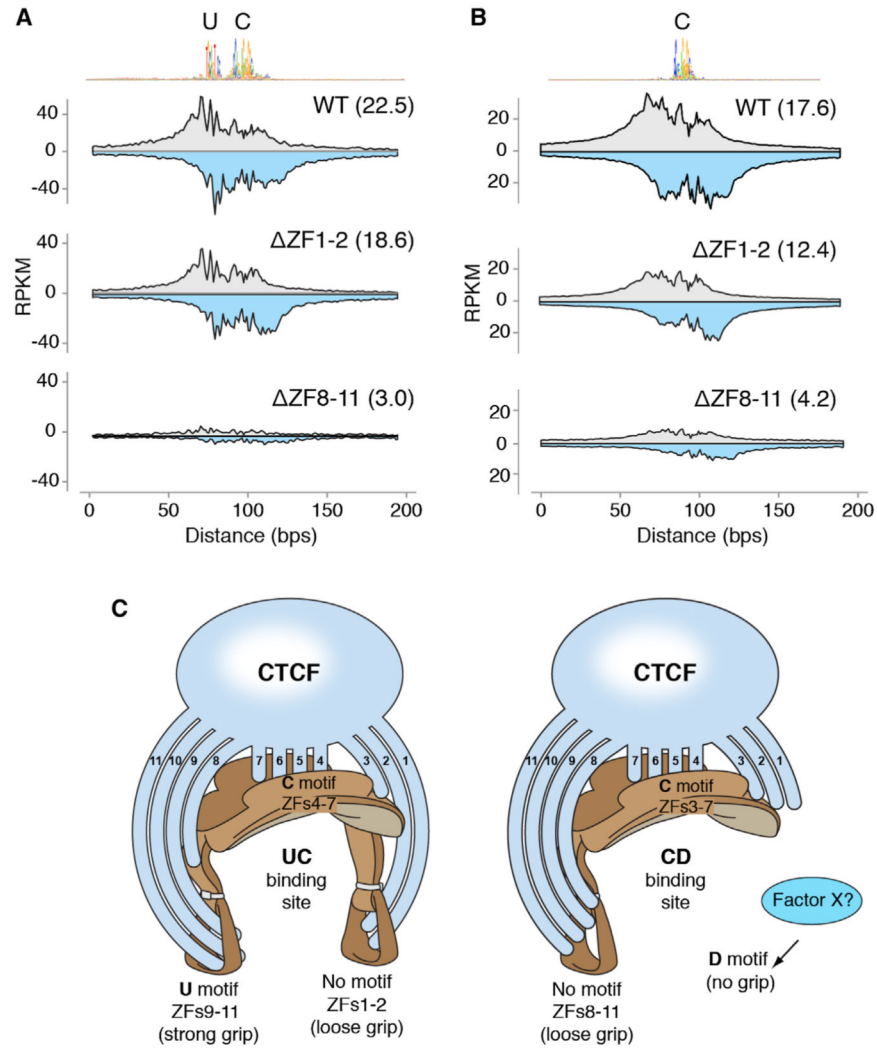 A
U C
40
0
-40
WT (22.5)
40
0
-40
ΔZF1-2 (18.6)
RPKM
40
0
-40
ΔZF8-11 (3.0)
0 50 100 150 200
Distance (bps)
B
C
20
0
20
WT (17.6)
20
0
20
ΔZF1-2 (12.4)
RPKM
20
0
20
ΔZF8-11 (4.2)
0 50 100 150 200
Distance (bps)
C
CTCF
11 10 9 8 7 6 5 4 3 2 1
C motif
ZFs4-7
UC
binding
site
U motif
ZFs9-11
(strong grip)
No motif
ZFs1-2
(loose grip)
CTCF
11 10 9 8 7 6 5 4 3 2 1
C motif
ZFs3-7
CD
binding
site
Factor X?
D motif
(no grip)
No motif
ZFs8-11
(loose grip)